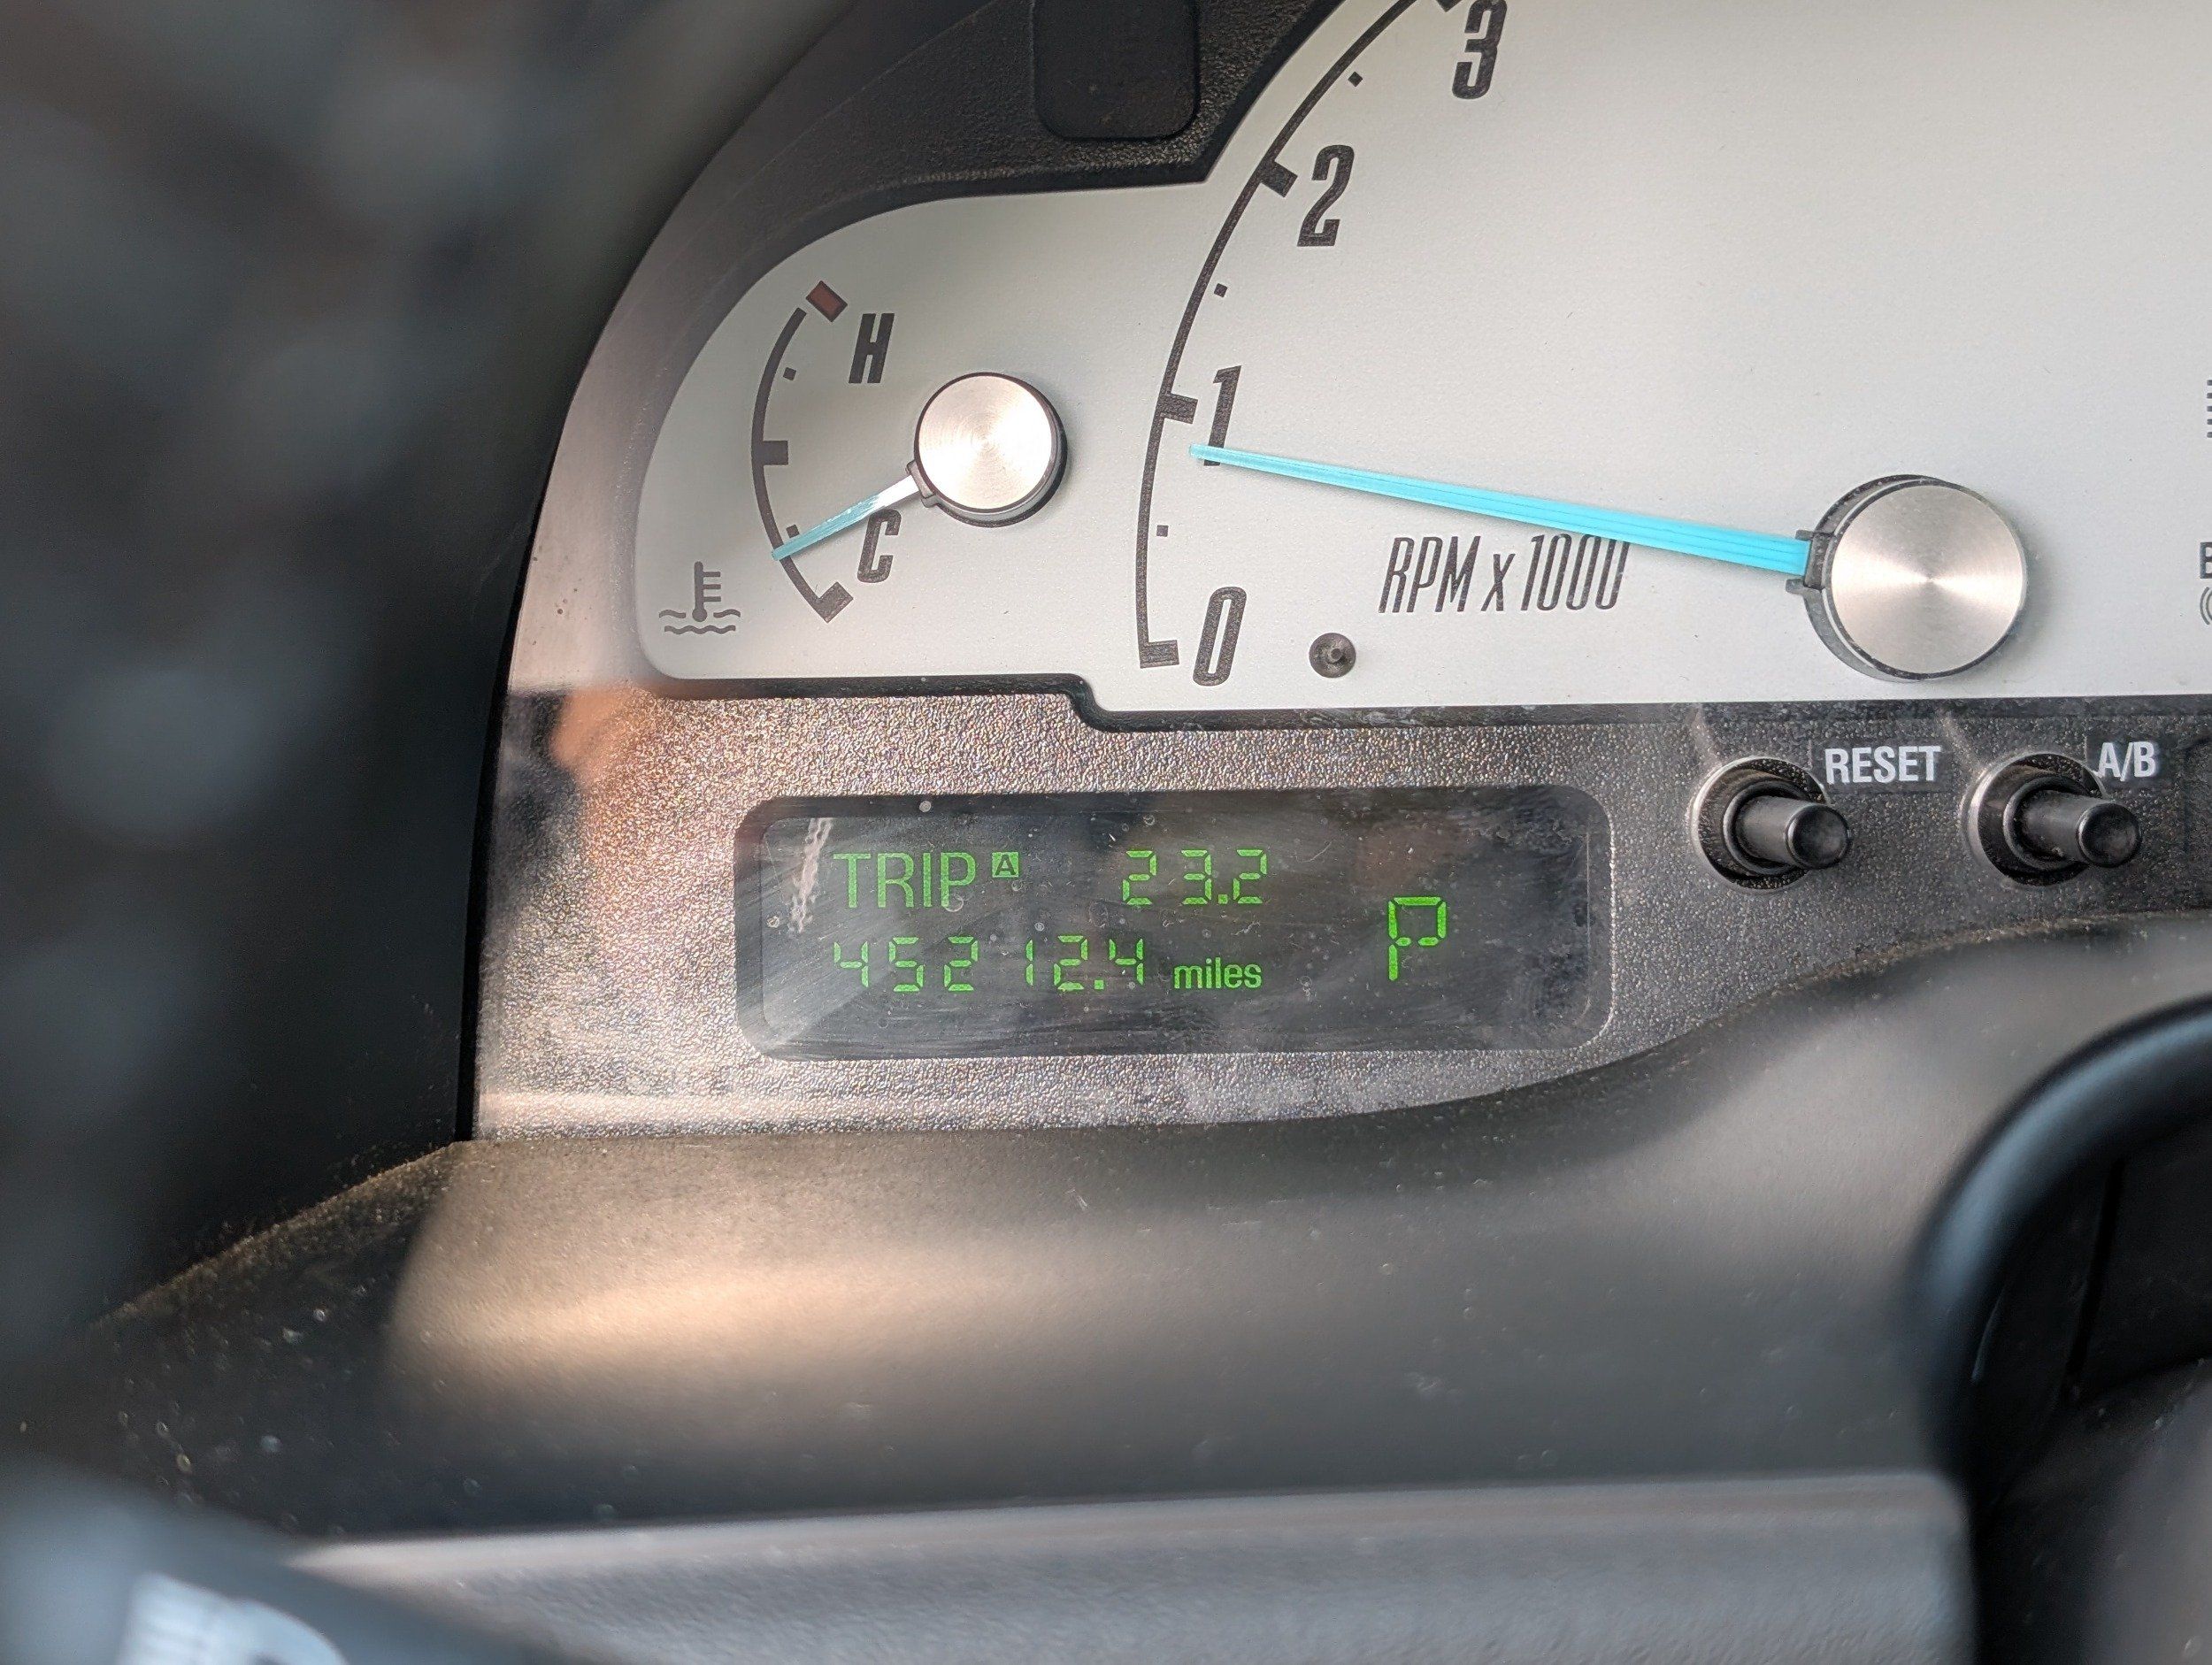 3
2
H
1
C
RPM x 1000
0
RESET A/B
TRIP A 23.2
P
45212.4 miles